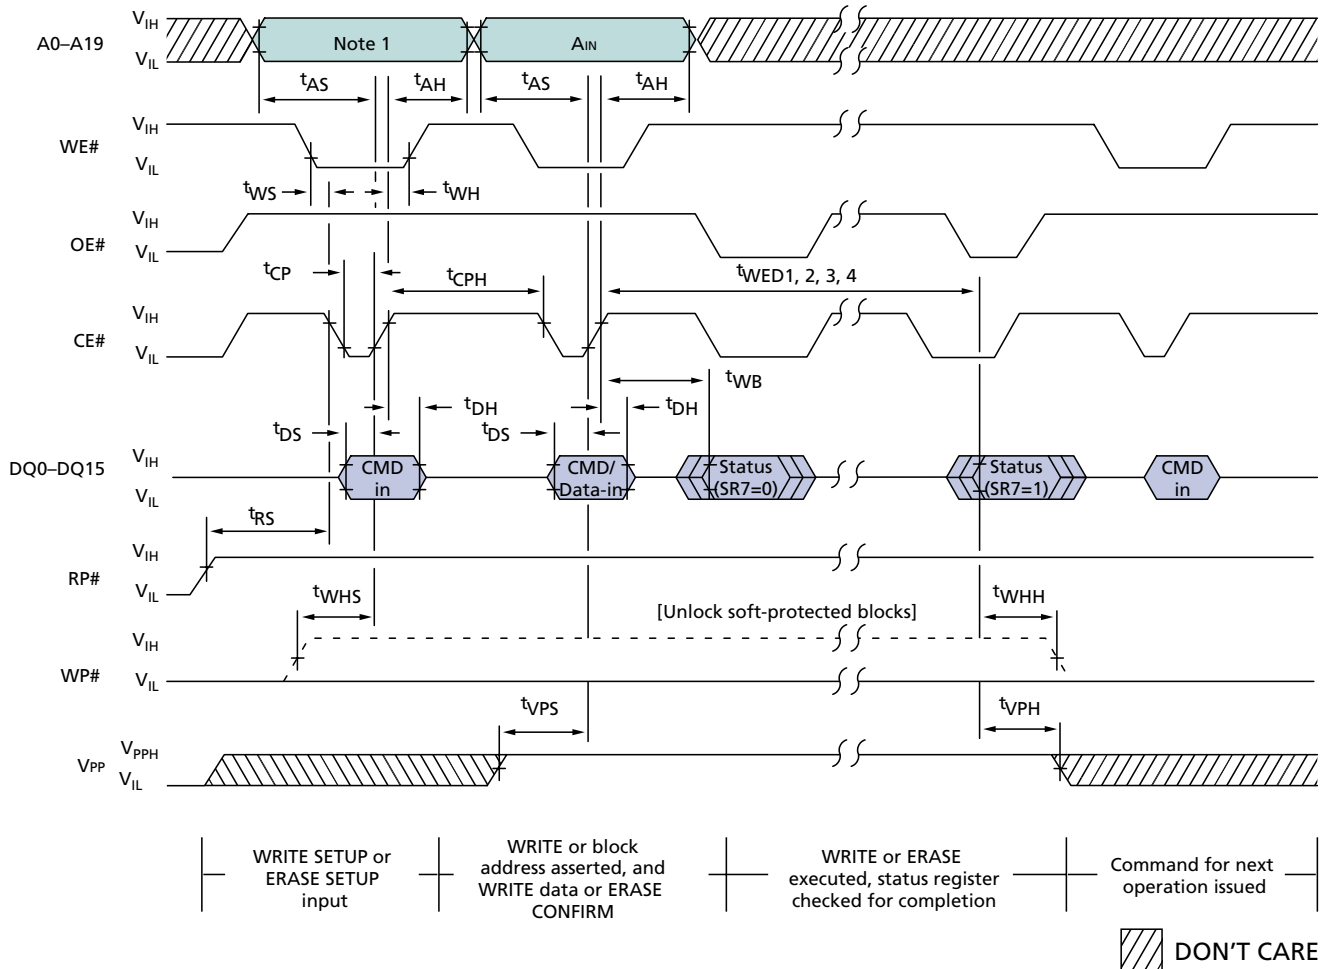 VIH
A0–A19
Note 1
AIN
VIL
tAS
tAH
tAS
tAH
VIH
WE#
VIL
tWS
tWH
VIH
OE#
VIL
tCP
tCPH
tWED1, 2, 3, 4
VIH
CE#
VIL
tWB
tDH
tDH
tDS
tDS
DQ0–DQ15
VIH
VIL
CMD
in
CMD/
Data-in
Status
(SR7=0)
Status
(SR7=1)
CMD
in
tRS
VIH
RP#
VIL
tWHS
[Unlock soft-protected blocks]
tWHH
VIH
WP#
VIL
tVPS
tVPH
VPPH
VPP
VIL
WRITE SETUP or
ERASE SETUP
input
WRITE or block
address asserted, and
WRITE data or ERASE
CONFIRM
WRITE or ERASE
executed, status register
checked for completion
Command for next
operation issued
DON'T CARE